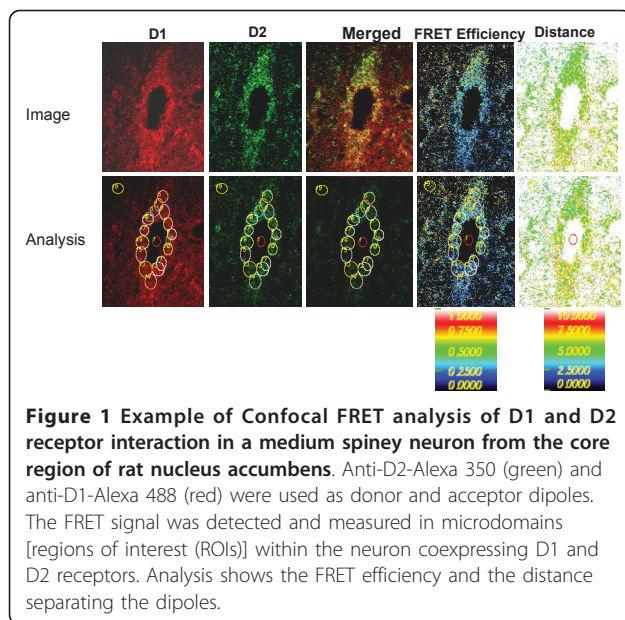 D1 D2 Merged FRET Efficiency Distance
Image
Analysis
1.0000 10.000
0.7500 7.5000
0.5000 5.0000
0.2500 2.5000
0.0000 0.0000
Figure 1 Example of Confocal FRET analysis of D1 and D2
receptor interaction in a medium spiney neuron from the core
region of rat nucleus accumbens. Anti-D2-Alexa 350 (green) and
anti-D1-Alexa 488 (red) were used as donor and acceptor dipoles.
The FRET signal was detected and measured in microdomains
[regions of interest (ROIs)] within the neuron coexpressing D1 and
D2 receptors. Analysis shows the FRET efficiency and the distance
separating the dipoles.